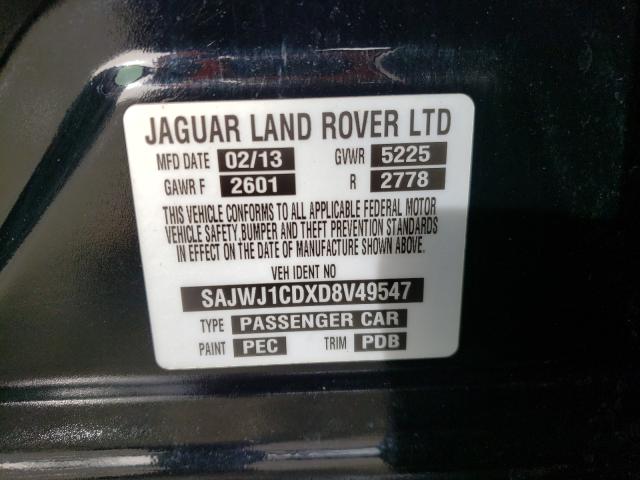 JAGUAR LAND ROVER LTD
MFD DATE 02/13 GVWR 5225
GAWR F 2601 R 2778
THIS VEHICLE CONFORMS TO ALL APPLICABLE FEDERAL MOTOR
VEHICLE SAFETY BUMPER AND THEFT PREVENTION STANDARDS
IN EFFECT ON THE DATE OF MANUFACTURE SHOWN ABOVE.
VEH IDENT NO
SAJWJ1CDXD8V49547
TYPE PASSENGER CAR
PAINT PEC TRIM PDB